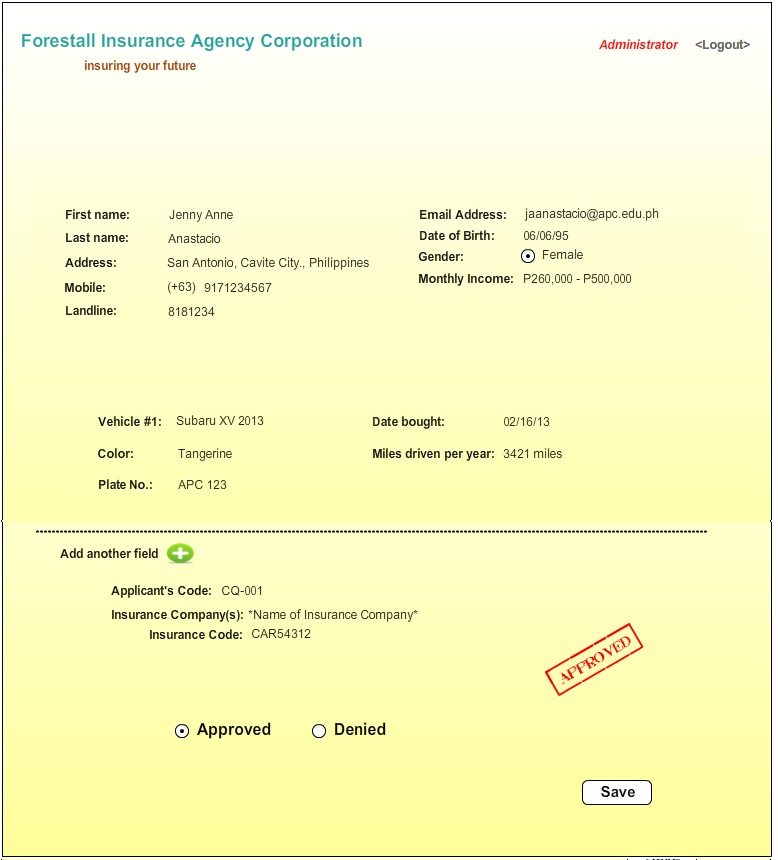 Forestall Insurance Agency Corporation
Administrator <Logout>
insuring your future
First name: Jenny Anne
Last name: Anastacio
Address: San Antonio, Cavite City., Philippines
Mobile: (+63) 9171234567
Landline: 8181234
Email Address: jaanastacio@apc.edu.ph
Date of Birth: 06/06/95
Gender: Female
Monthly Income: P260,000 - P500,000
Vehicle #1: Subaru XV 2013
Date bought: 02/16/13
Color: Tangerine
Miles driven per year: 3421 miles
Plate No.: APC 123
Add another field
Applicant's Code: CQ-001
Insurance Company(s): *Name of Insurance Company*
Insurance Code: CAR54312
APPROVED
Approved Denied
Save